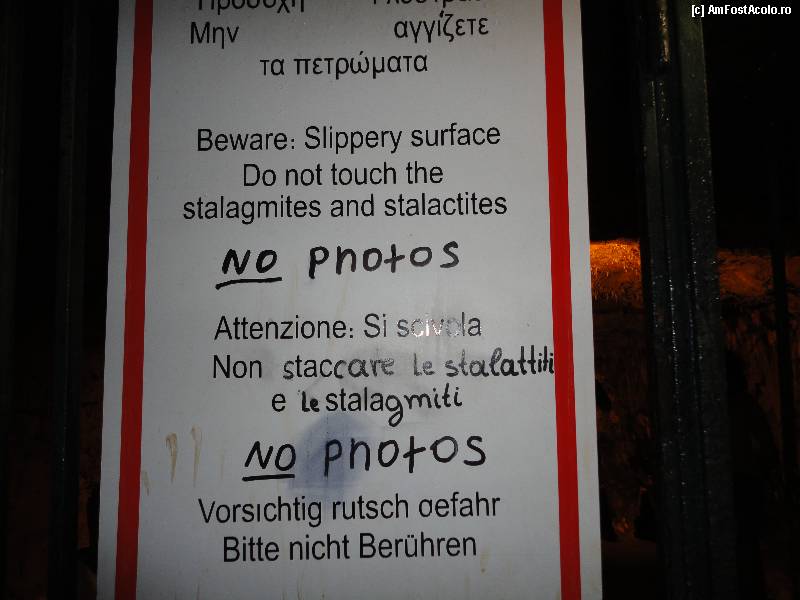 [c] AmFostAcolo.ro
Προσοχή
Μην αγγίζετε
τα πετρώματα
Beware: Slippery surface
Do not touch the
stalagmites and stalactites
NO PhotoS
Attenzione: Si scivola
Non staccare le stalattiti
e le stalagmiti
NO PhotoS
Vorsichtig rutsch gefahr
Bitte nicht Berühren